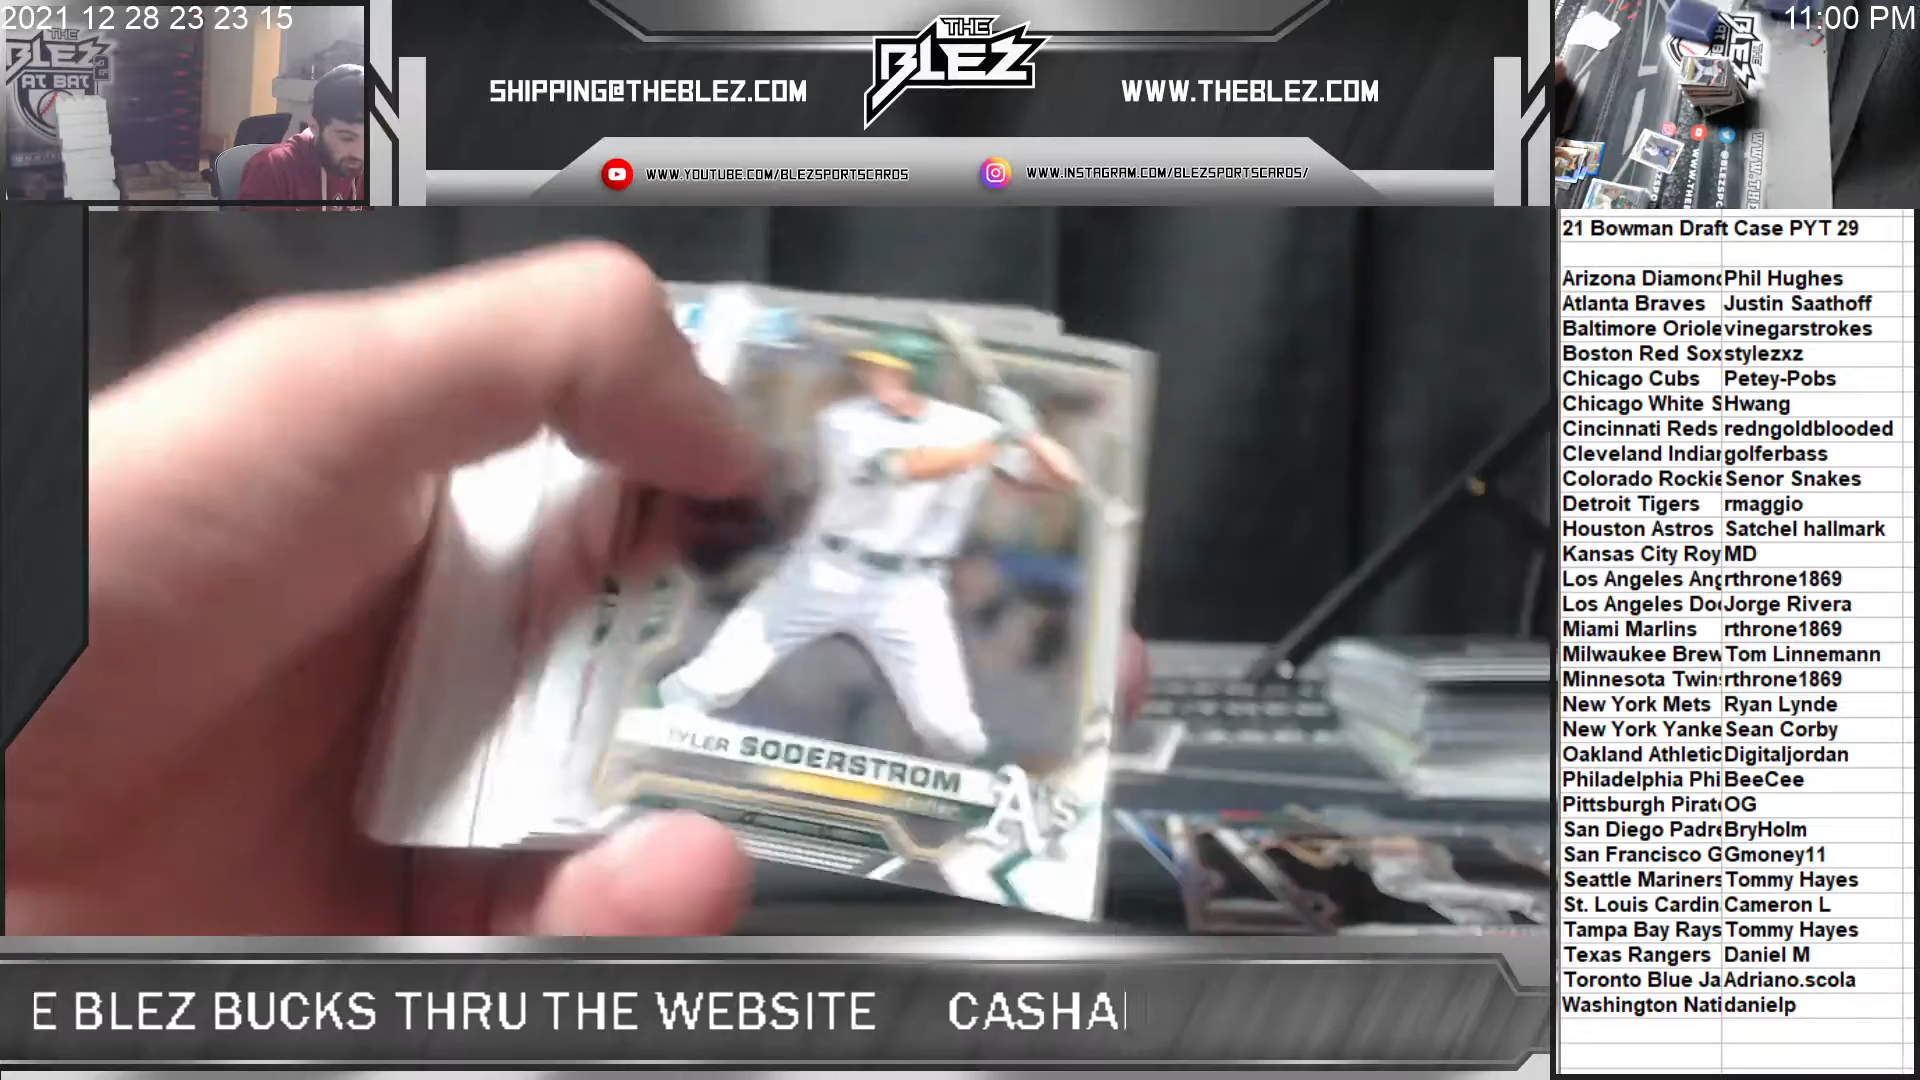 2021 12 28 23 23 15
THE BLEZ
AT BAT
SHIPPING@THEBLEZ.COM
THE
BLEZ
WWW.THEBLEZ.COM
WWW.YOUTUBE.COM/BLEZSPORTSCARDS
WWW.INSTAGRAM.COM/BLEZSPORTSCARDS/
11:00 PM
21 Bowman Draft Case PYT 29
Arizona Diamond Phil Hughes
Atlanta Braves Justin Saathoff
Baltimore Oriole vinegarstrokes
Boston Red Sox stylezxz
Chicago Cubs Petey-Pobs
Chicago White S Hwang
Cincinnati Reds redngoldblooded
Cleveland Indian golferbass
Colorado Rockie Senor Snakes
Detroit Tigers rmaggio
Houston Astros Satchel hallmark
Kansas City Roy MD
Los Angeles Ang rthrone1869
Los Angeles Do Jorge Rivera
Miami Marlins rthrone1869
Milwaukee Brew Tom Linnemann
Minnesota Twins rthrone1869
New York Mets Ryan Lynde
New York Yanke Sean Corby
Oakland Athletic Digitaljordan
Philadelphia Phi BeeCee
Pittsburgh Pirat OG
San Diego Padre BryHolm
San Francisco G Gmoney11
Seattle Mariners Tommy Hayes
St. Louis Cardin Cameron L
Tampa Bay Rays Tommy Hayes
Texas Rangers Daniel M
Toronto Blue Ja Adriano.scola
Washington Nati danielp
TYLER SODERSTROM
A's
E BLEZ BUCKS THRU THE WEBSITE CASHA